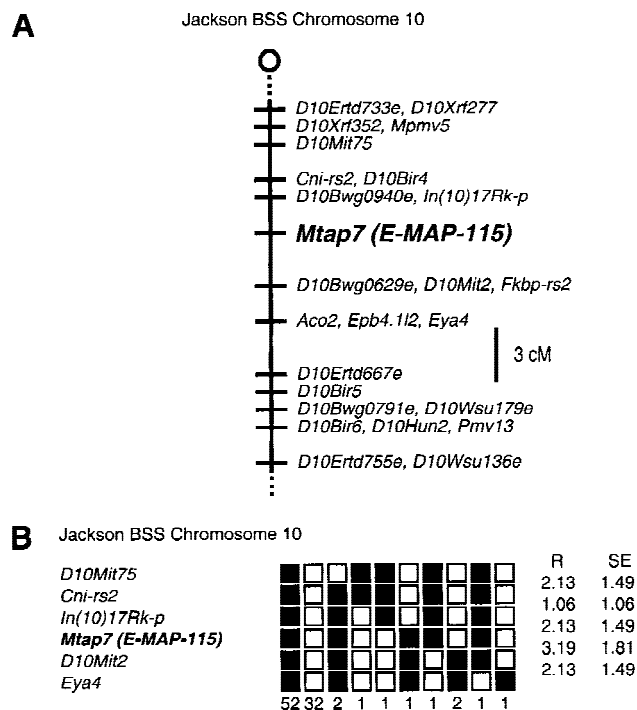 A
Jackson BSS Chromosome 10
D10Ertd733e, D10Xrf277
D10Xrf352, Mpmv5
D10Mit75
Cni-rs2, D10Bir4
D10Bwg0940e, In(10)17Rk-p
Mtap7 (E-MAP-115)
D10Bwg0629e, D10Mit2, Fkbp-rs2
Aco2, Epb4.1l2, Eya4
3 cM
D10Ertd667e
D10Bir5
D10Bwg0791e, D10Wsu179e
D10Bir6, D10Hun2, Pmv13
D10Ertd755e, D10Wsu136e
B
Jackson BSS Chromosome 10
R SE
D10Mit75
2.13 1.49
Cni-rs2
1.06 1.06
In(10)17Rk-p
2.13 1.49
Mtap7 (E-MAP-115)
3.19 1.81
D10Mit2
2.13 1.49
Eya4
52 32 2 1 1 1 1 2 1 1